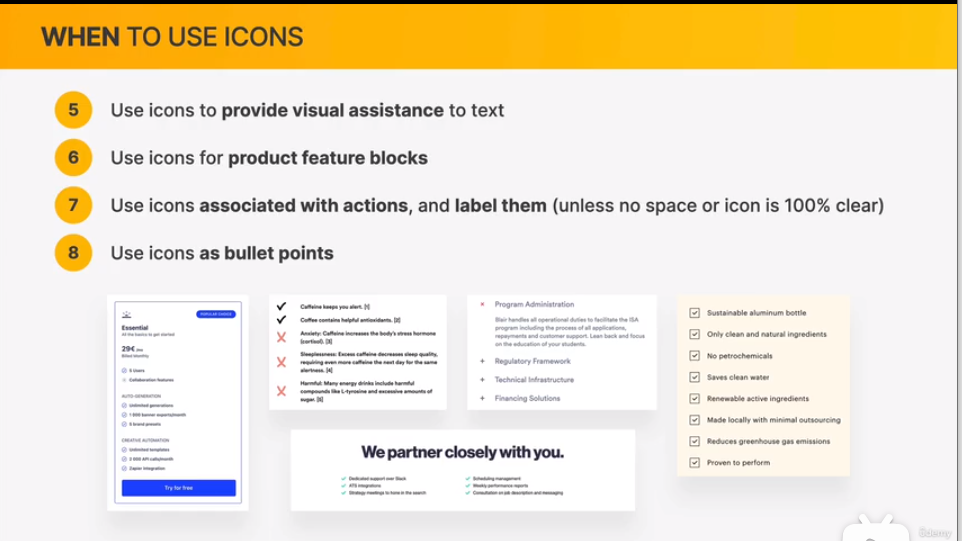 WHEN TO USE ICONS
5 Use icons to provide visual assistance to text
6 Use icons for product feature blocks
7 Use icons associated with actions, and label them (unless no space or icon is 100% clear)
8 Use icons as bullet points
POPULAR CHOICE
Essential
All the basics to get started
29€ /mo
Billed Monthly
5 Users
Collaboration features
AUTO-GENERATION
Unlimited generations
1 000 banner exports/month
5 brand presets
CREATIVE AUTOMATION
Unlimited templates
2 000 API calls/month
Zapier integration
Try for free
Caffeine keeps you alert. [1]
Coffee contains helpful antioxidants. [2]
Anxiety: Caffeine increases the body's stress hormone
(cortisol). [3]
Sleeplessness: Excess caffeine decreases sleep quality,
requiring even more caffeine the next day for the same
alertness. [4]
Harmful: Many energy drinks include harmful
compounds like L-tyrosine and excessive amounts of
sugar. [5]
Program Administration
Blair handles all operational duties to facilitate the ISA
program including the process of all applications,
repayments and customer support. Lean back and focus
on the education of your students.
Regulatory Framework
Technical Infrastructure
Financing Solutions
Sustainable aluminum bottle
Only clean and natural ingredients
No petrochemicals
Saves clean water
Renewable active ingredients
Made locally with minimal outsourcing
Reduces greenhouse gas emissions
Proven to perform
We partner closely with you.
Dedicated support over Slack
ATS integrations
Strategy meetings to hone in the search
Scheduling management
Weekly performance reports
Consultation on job description and messaging
ûdemy